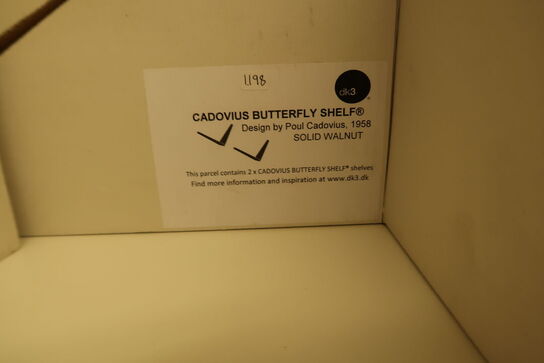 1198
dk3
CADOVIUS BUTTERFLY SHELF®
Design by Poul Cadovius, 1958
SOLID WALNUT
This parcel contains 2 x CADOVIUS BUTTERFLY SHELF® shelves
Find more information and inspiration at www.dk3.dk